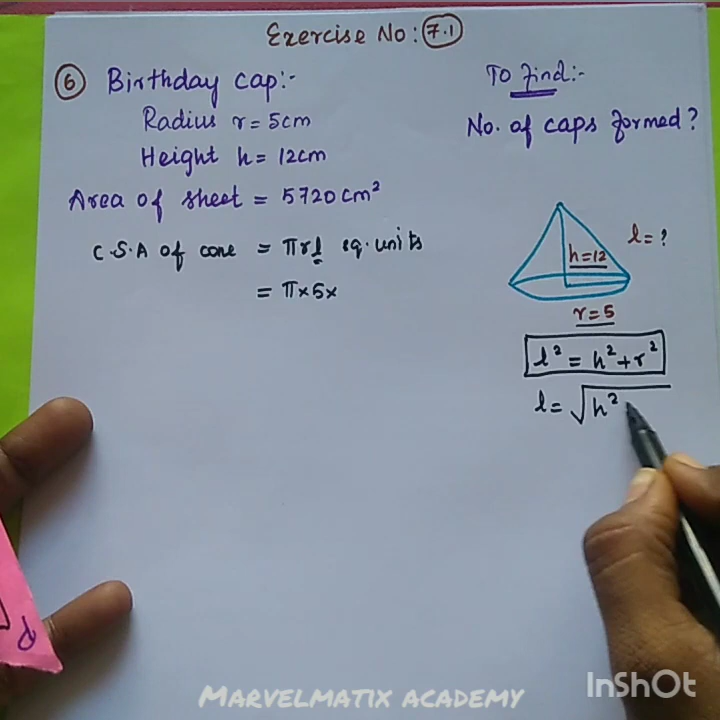 Exercise No: 7.1
6 Birthday cap:-
Radius r = 5cm
Height h = 12cm
Area of sheet = 5720 cm²
C.S.A of cone = πrl sq.units
= π×5×
To find:-
No. of caps formed?
l = ?
h=12
r = 5
l² = h² + r²
l = √h²
MARVELMATIX ACADEMY
InShOt